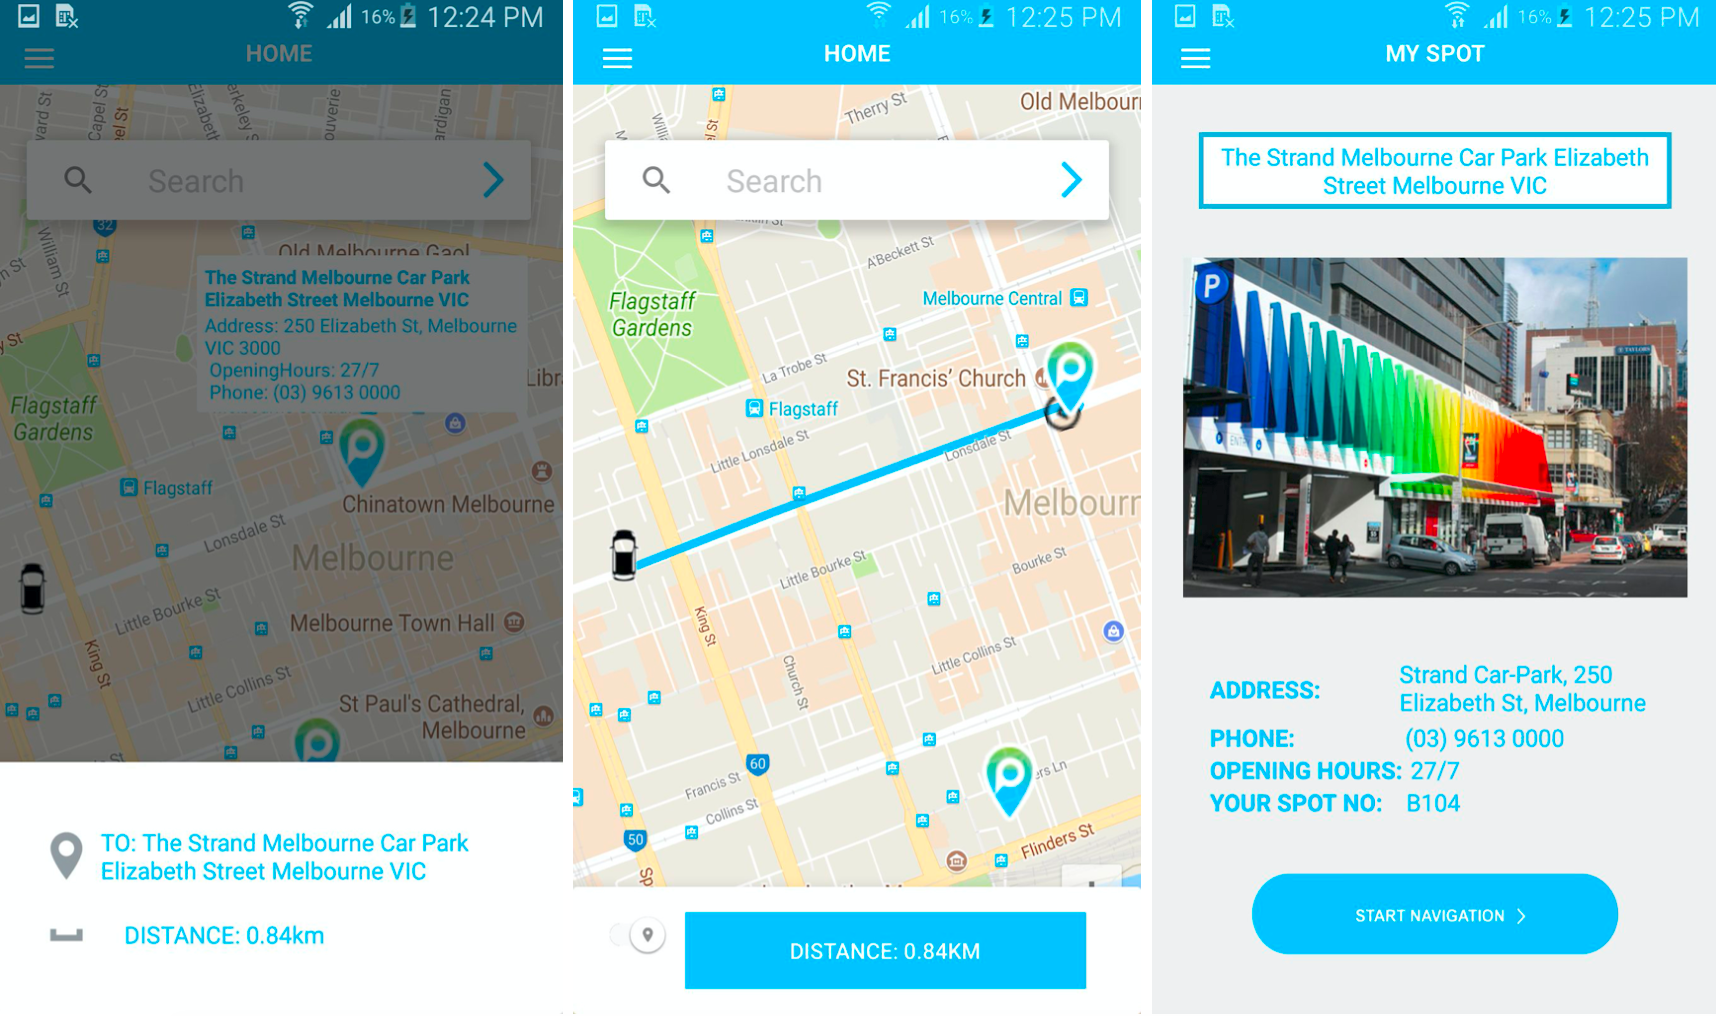 16% 12:24 PM
HOME
Capel St
Elizabeth
William St
Search
32
Old Melbourne Gaol
The Strand Melbourne Car Park
Elizabeth Street Melbourne VIC
Address: 250 Elizabeth St, Melbourne
VIC 3000
OpeningHours: 27/7
Phone: (03) 9613 0000
Flagstaff
Gardens
Flagstaff
Chinatown Melbourne
Lonsdale St
Melbourne
Little Bourke St
Melbourne Town Hall
King St
Little Collins St
St Paul's Cathedral,
Melbourne
TO: The Strand Melbourne Car Park
Elizabeth Street Melbourne VIC
DISTANCE: 0.84km
16% 12:25 PM
HOME
Therry St
Old Melbour
Search
A'Beckett St
Melbourne Central
Flagstaff
Gardens
La Trobe St
St. Francis' Church
Flagstaff
Little Lonsdale St
Lonsdale St
Melbourn
Little Bourke St
Bourke St
King St
Little Collins St
Church St
60
Francis St
Collins St
50
Flinders St
DISTANCE: 0.84KM
16% 12:25 PM
MY SPOT
The Strand Melbourne Car Park Elizabeth
Street Melbourne VIC
P
ADDRESS: Strand Car-Park, 250
Elizabeth St, Melbourne
PHONE: (03) 9613 0000
OPENING HOURS: 27/7
YOUR SPOT NO: B104
START NAVIGATION